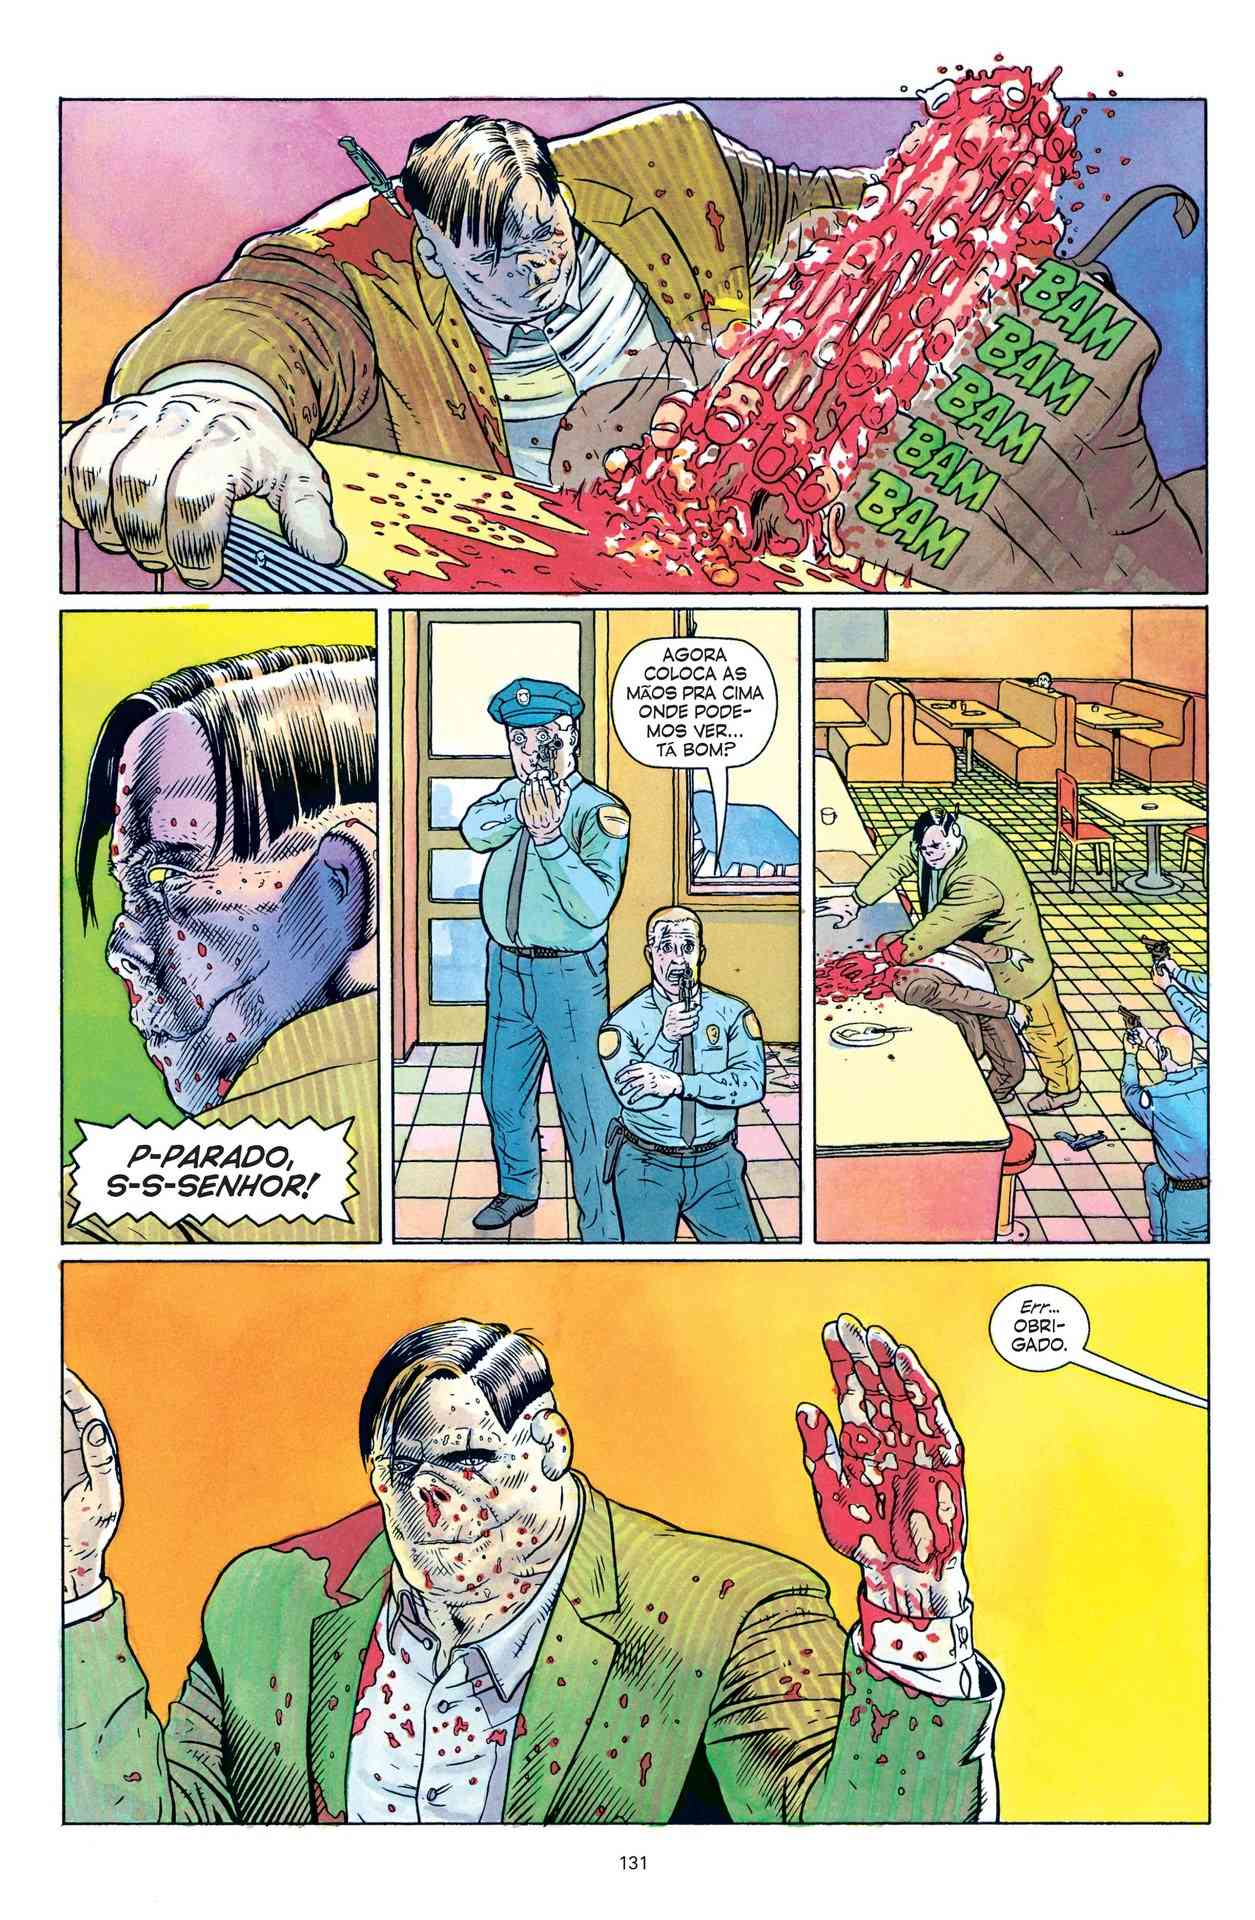 BAM
BAM
BAM
BAM
BAM
P-PARADO,
S-S-SENHOR!
AGORA
COLOCA AS
MÃOS PRA CIMA
ONDE PODE-
MOS VER...
TÁ BOM?
Err...
OBRI-
GADO.
131